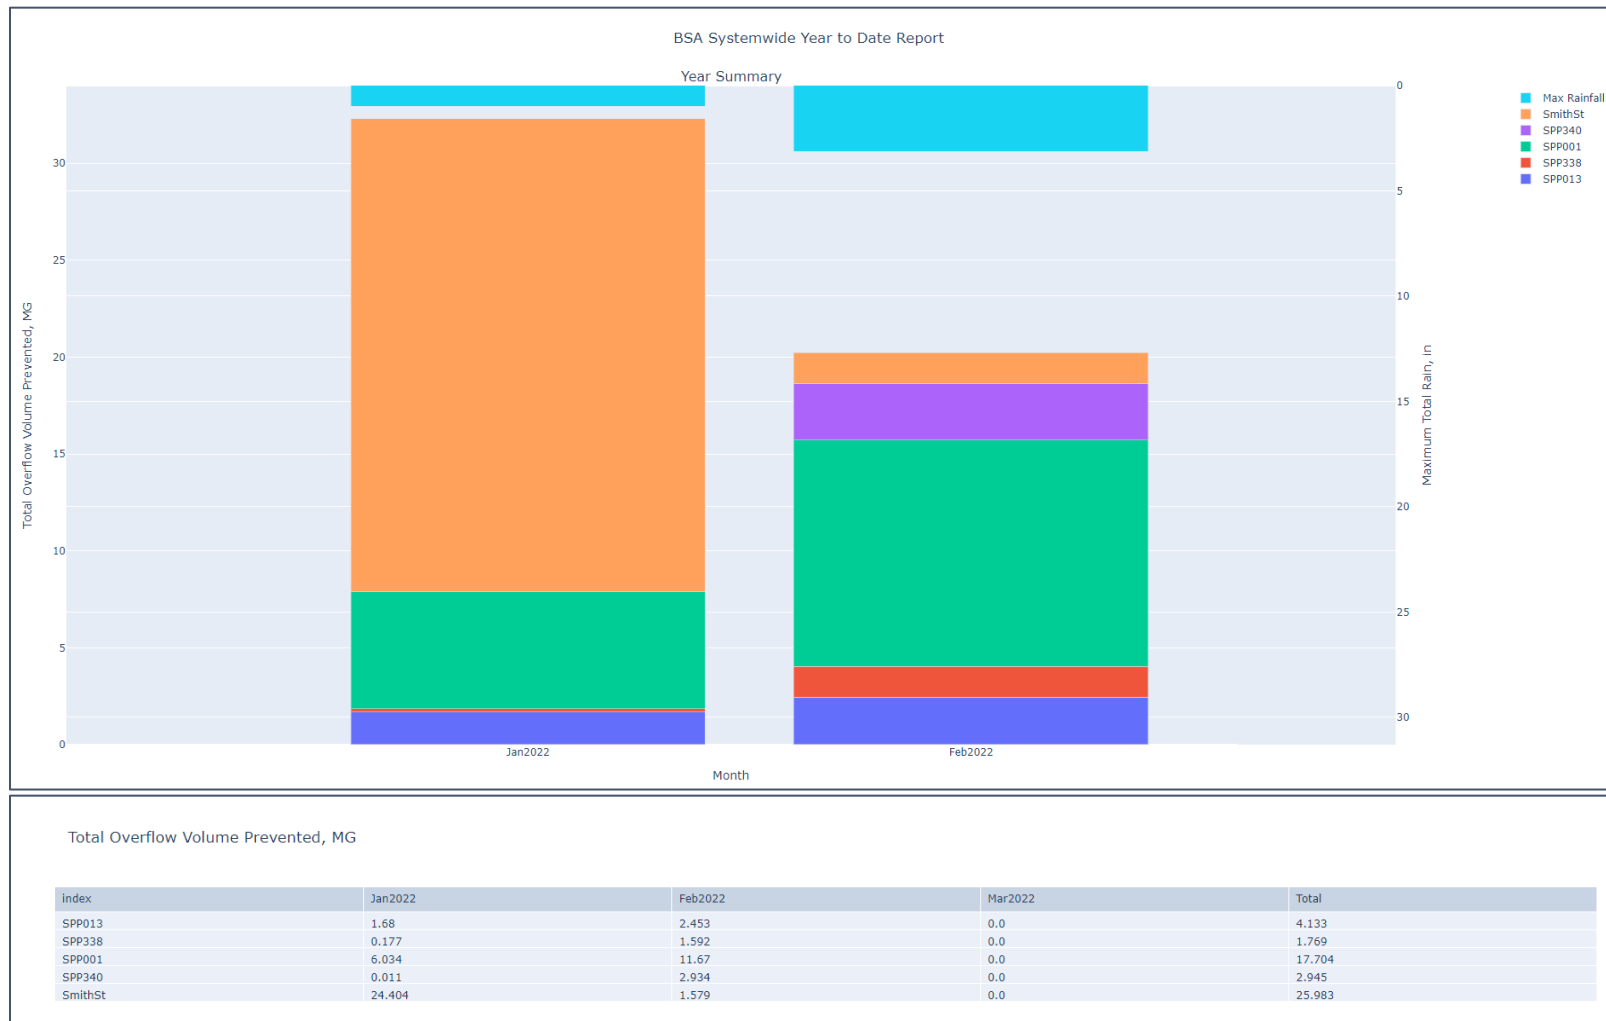 BSA Systemwide Year to Date Report
Year Summary
Total Overflow Volume Prevented, MG
30
25
20
15
10
5
0
Jan2022
Feb2022
Month
0
5
10
15
20
25
30
Maximum Total Rain, in
Max Rainfall
SmithSt
SPP340
SPP001
SPP338
SPP013
Total Overflow Volume Prevented, MG
index Jan2022 Feb2022 Mar2022 Total
SPP013 1.68 2.453 0.0 4.133
SPP338 0.177 1.592 0.0 1.769
SPP001 6.034 11.67 0.0 17.704
SPP340 0.011 2.934 0.0 2.945
SmithSt 24.404 1.579 0.0 25.983